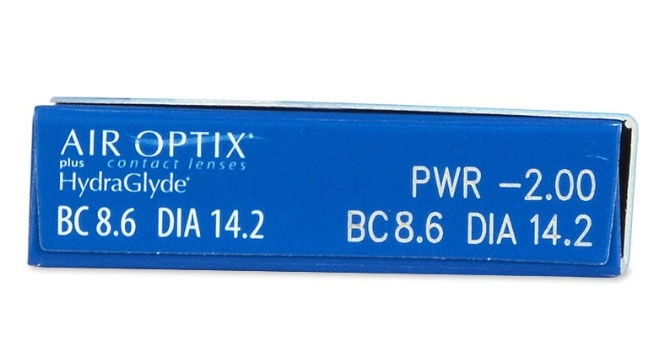 AIR OPTIX®
plus contact lenses
HydraGlyde®
BC 8.6 DIA 14.2
PWR -2.00
BC 8.6 DIA 14.2